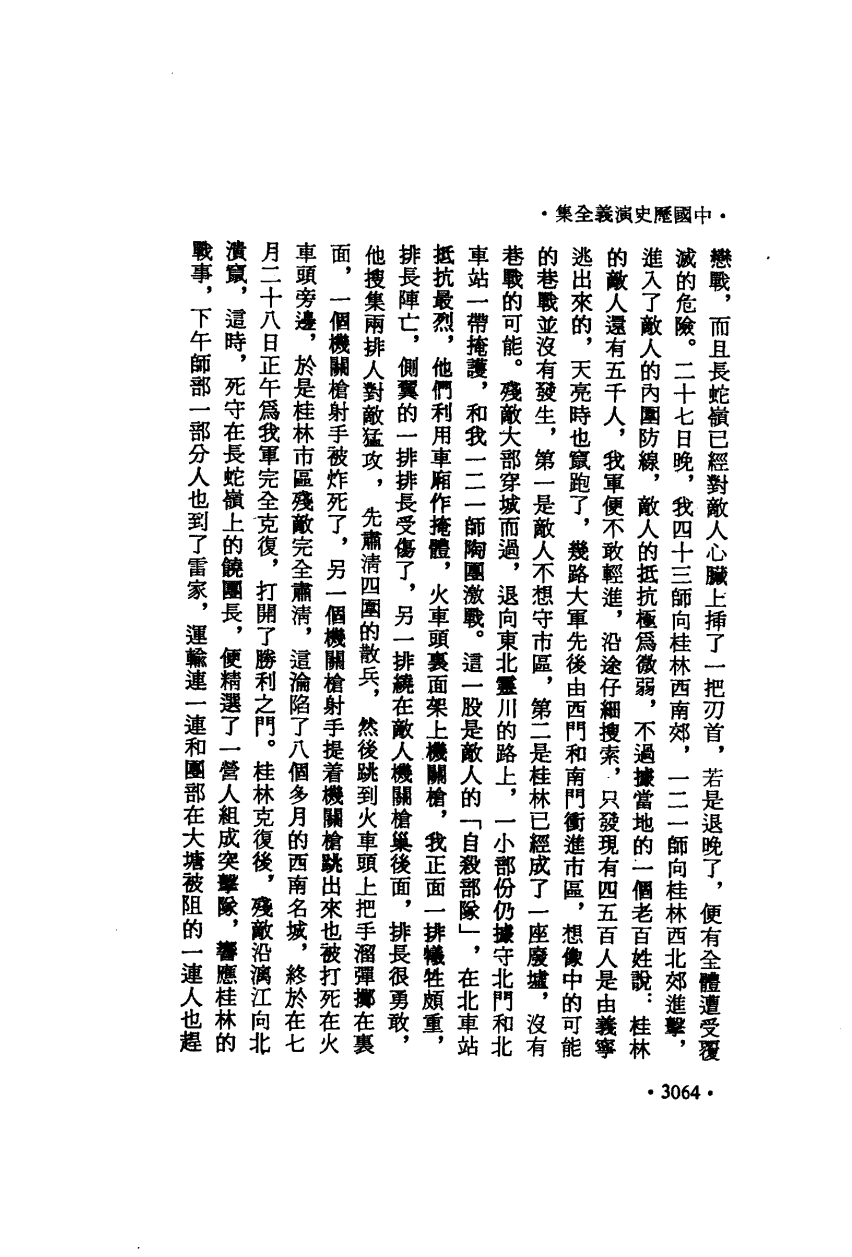 •中國歷史演義全集•
戀戰，而且長蛇嶺已經對敵人心臟上揷了一把刃首，若是退晚了，便有全體遭受覆
滅的危險。二十七日晚，我四十三師向桂林西南郊，一二一師向桂林西北郊進擊，
進入了敵人的內圍防線，敵人的抵抗極爲微弱，不過據當地的一個老百姓說：桂林
的敵人還有五千人，我軍便不敢輕進，沿途仔細搜索，只發現有四五百人是由義寧
逃出來的，天亮時也竄跑了，幾路大軍先後由西門和南門衝進市區，想像中的可能
的巷戰並沒有發生，第一是敵人不想守市區，第二是桂林已經成了一座廢墟，沒有
巷戰的可能。殘敵大部穿城而過，退向東北靈川的路上，一小部份仍據守北門和北
車站一帶掩護，和我一二一師陶團激戰。這一股是敵人的「自殺部隊」，在北車站
抵抗最烈，他們利用車廂作掩體，火車頭裏面架上機關槍，我正面一排犧牲頗重，
排長陣亡，側翼的一排排長受傷了，另一排繞在敵人機關槍巢後面，排長很勇敢，
他搜集兩排人對敵猛攻，先肅清四圍的散兵，然後跳到火車頭上把手溜彈擲在裏
面，一個機關槍射手被炸死了，另一個機關槍射手提着機關槍跳出來也被打死在火
車頭旁邊，於是桂林市區殘敵完全肅清，這淪陷了八個多月的西南名城，終於在七
月二十八日正午爲我軍完全克復，打開了勝利之門。桂林克復後，殘敵沿漓江向北
潰竄，這時，死守在長蛇嶺上的饒團長，便精選了一營人組成突擊隊，響應桂林的
戰事，下午師部一部分人也到了雷家，運輸連一連和團部在大塘被阻的一連人也趕
•3064•